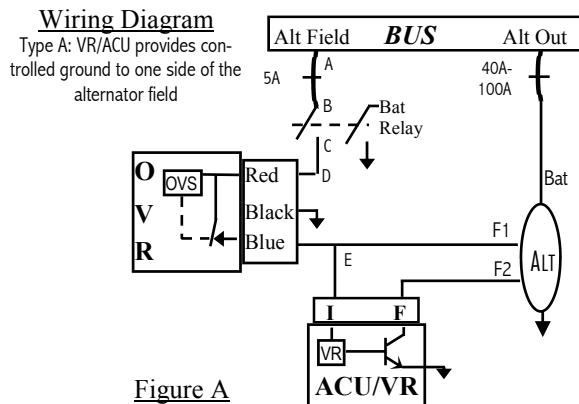 Wiring Diagram
Type A: VR/ACU provides con-
trolled ground to one side of the
alternator field
Alt Field BUS Alt Out
5A
A
40A-
100A
B
Bat
Relay
C
D
Bat
O
V
R
OVS
Red
Black
Blue
E
F1
F2
ALT
I F
VR
ACU/VR
Figure A